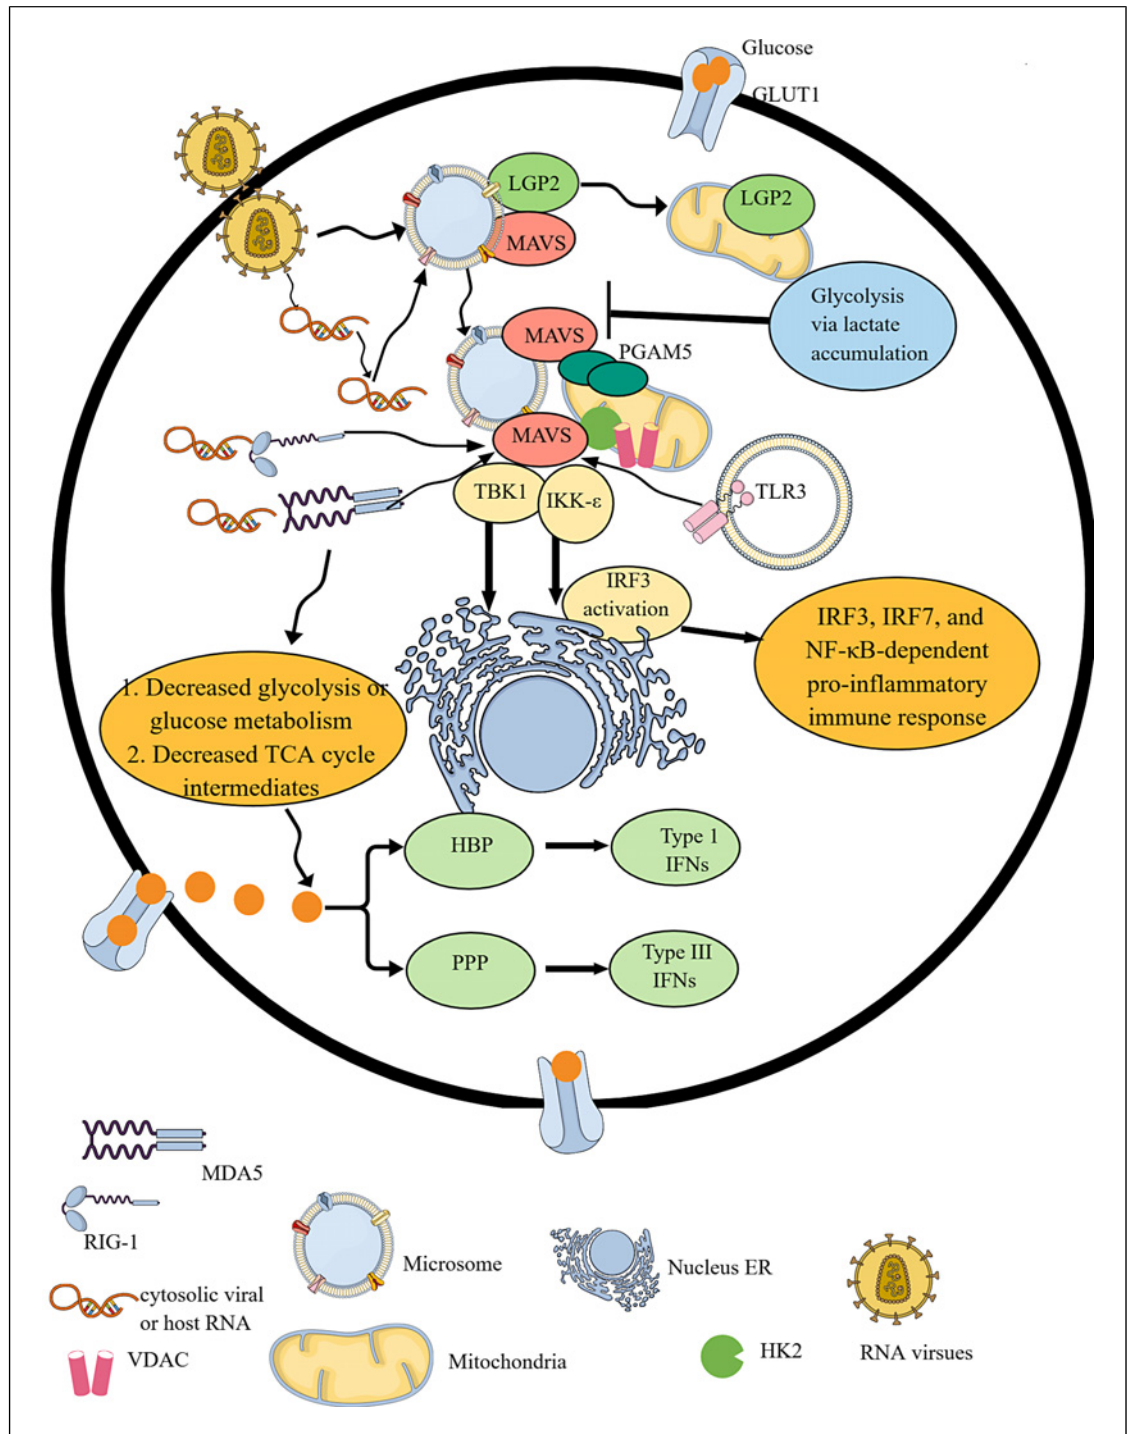 Glucose
GLUT1
LGP2
MAVS
LGP2
Glycolysis
via lactate
accumulation
MAVS
PGAM5
MAVS
TBK1
IKK-ε
TLR3
IRF3
activation
IRF3, IRF7, and
NF-κB-dependent
pro-inflammatory
immune response
1. Decreased glycolysis or
glucose metabolism
2. Decreased TCA cycle
intermediates
HBP
Type 1
IFNs
PPP
Type III
IFNs
MDA5
RIG-1
Microsome
Nucleus ER
cytosolic viral
or host RNA
VDAC
Mitochondria
HK2
RNA virsues